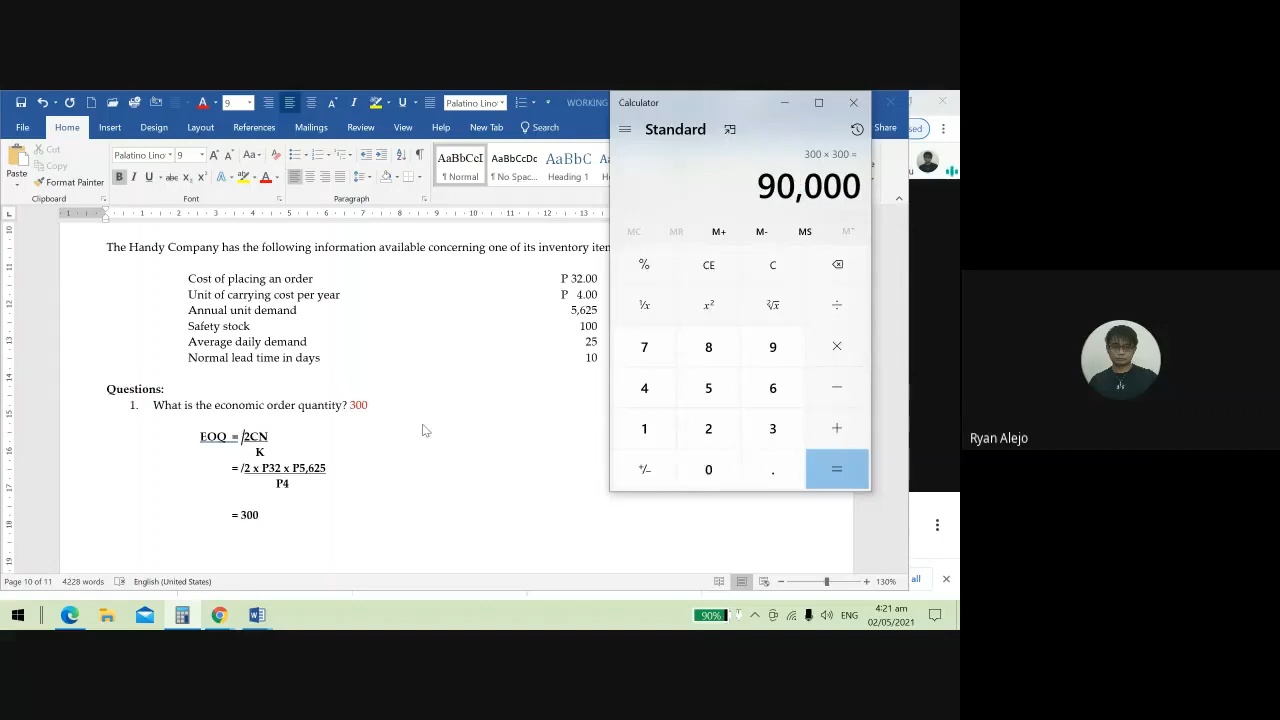 9
Palatino Lino
WORKING
Calculator
File Home Insert Design Layout References Mailings Review View Help New Tab Search
Share
Standard
Paste
Cut
Copy
Format Painter
Palatino Lino
9
AaBbCcI
AaBbCcDc
AaBbC
¶ Normal
¶ No Spac...
Heading 1
300 × 300 =
90,000
Clipboard
Font
Paragraph
MC MR M+ M- MS
The Handy Company has the following information available concerning one of its inventory
% CE C
Cost of placing an order P 32.00
Unit of carrying cost per year P 4.00
Annual unit demand 5,625
Safety stock 100
Average daily demand 25
Normal lead time in days 10
7 8 9 ×
4 5 6 −
1 2 3 +
+/− 0 . =
Questions:
1. What is the economic order quantity? 300
EOQ = /2CN
K
= /2 x P32 x P5,625
P4
= 300
Ryan Alejo
Page 10 of 11 4228 words English (United States) 130%
all
90% ENG
4:21 am
02/05/2021